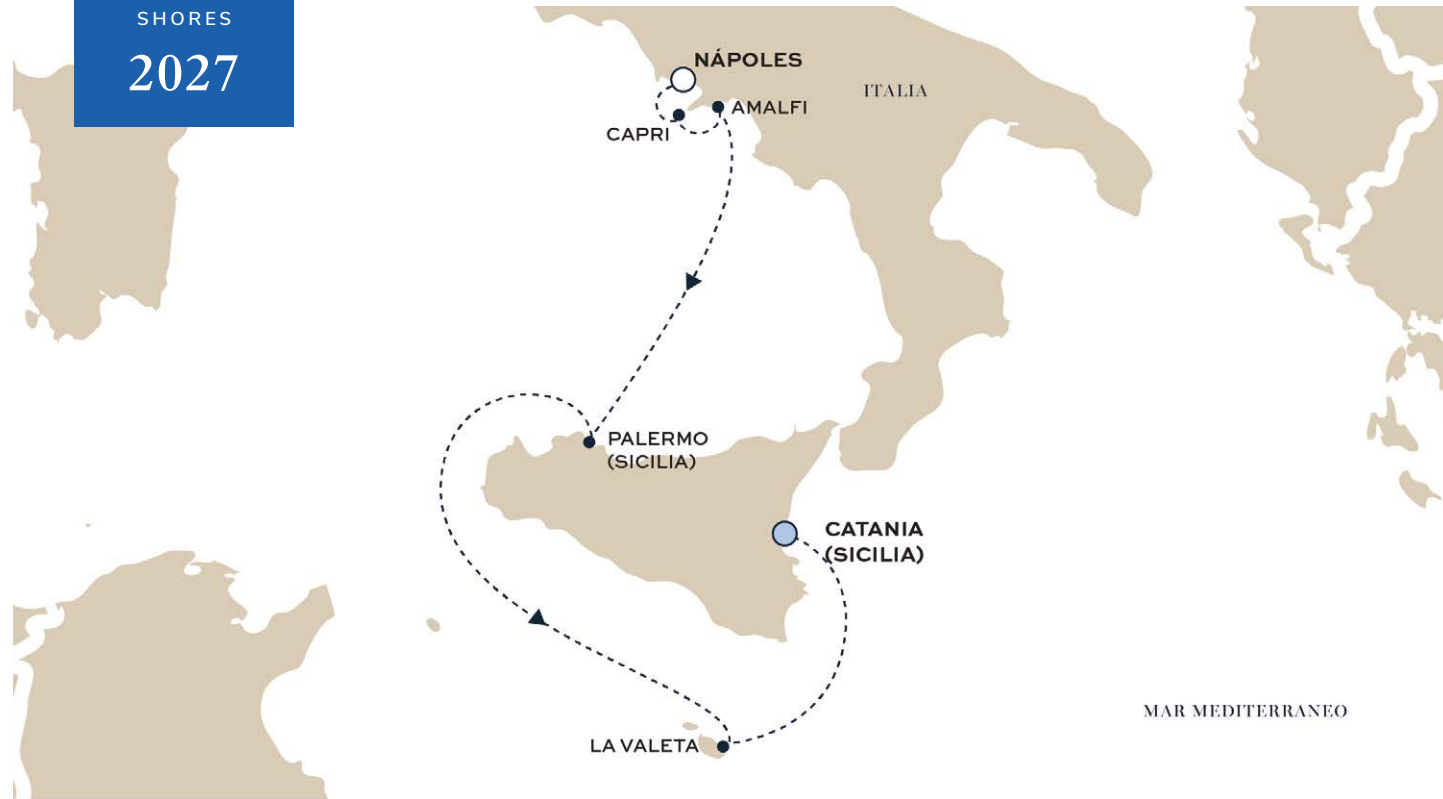 SHORES
2027
NÁPOLES
ITALIA
AMALFI
CAPRI
PALERMO
(SICILIA)
CATANIA
(SICILIA)
MAR MEDITERRANEO
LA VALETA